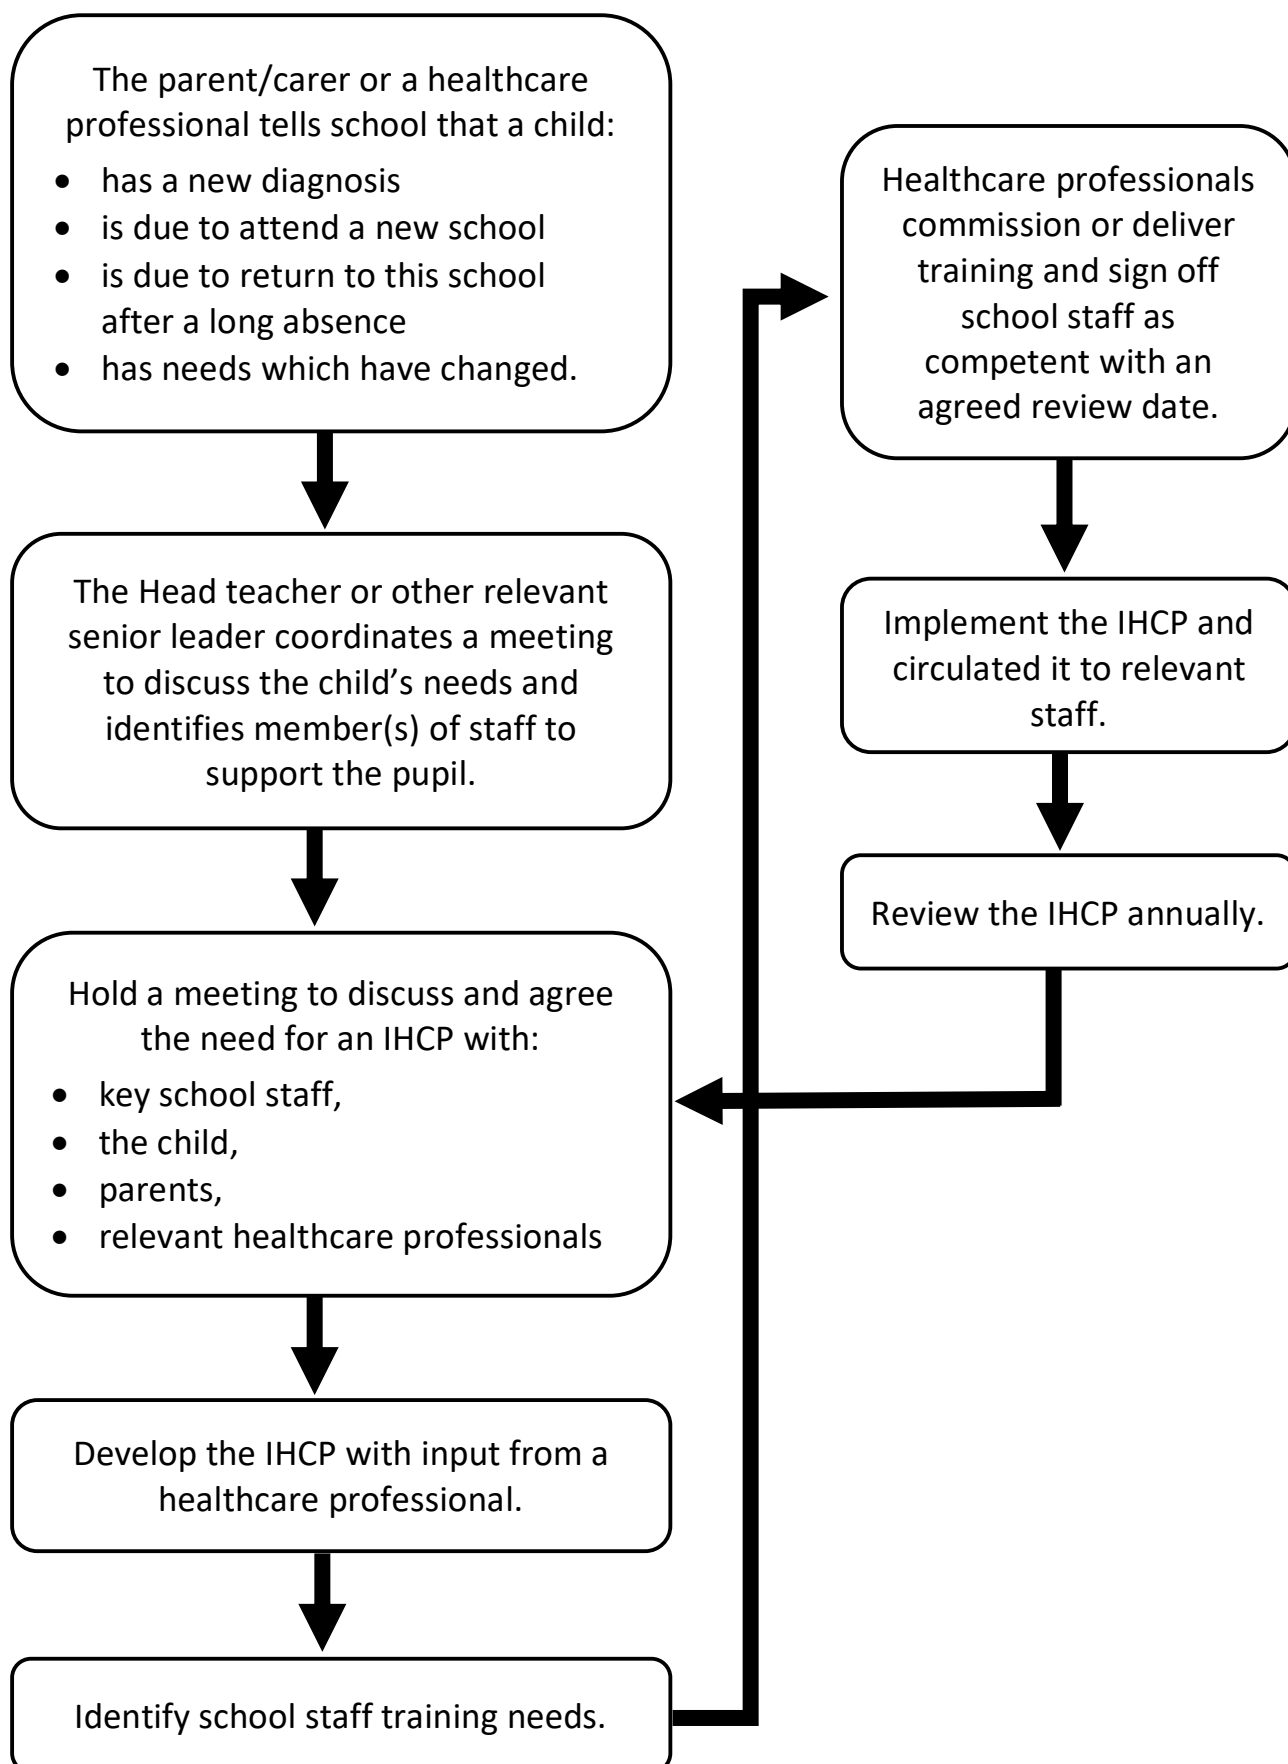 The parent/carer or a healthcare
professional tells school that a child:
• has a new diagnosis
• is due to attend a new school
• is due to return to this school
after a long absence
• has needs which have changed.
The Head teacher or other relevant
senior leader coordinates a meeting
to discuss the child’s needs and
identifies member(s) of staff to
support the pupil.
Hold a meeting to discuss and agree
the need for an IHCP with:
• key school staff,
• the child,
• parents,
• relevant healthcare professionals
Develop the IHCP with input from a
healthcare professional.
Identify school staff training needs.
Healthcare professionals
commission or deliver
training and sign off
school staff as
competent with an
agreed review date.
Implement the IHCP and
circulated it to relevant
staff.
Review the IHCP annually.